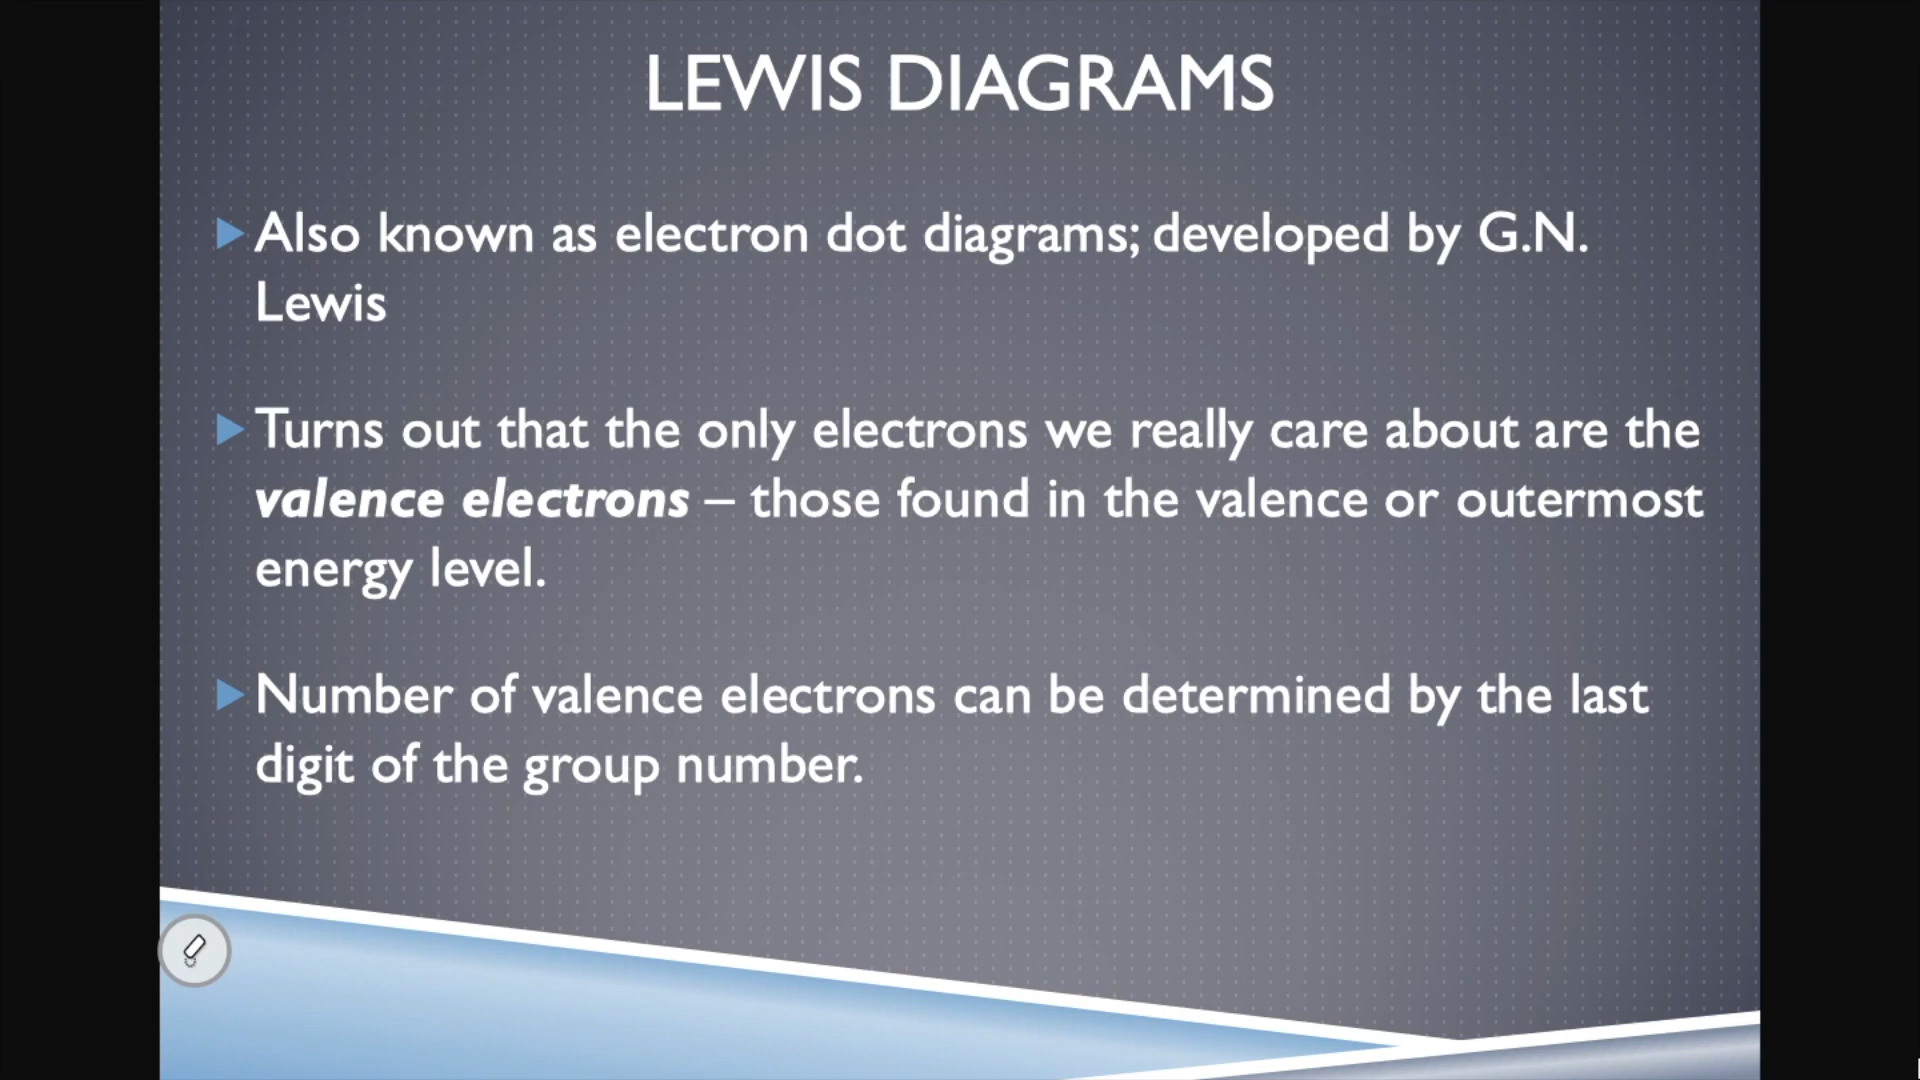 LEWIS DIAGRAMS
Also known as electron dot diagrams; developed by G.N.
Lewis
Turns out that the only electrons we really care about are the
valence electrons – those found in the valence or outermost
energy level.
Number of valence electrons can be determined by the last
digit of the group number.